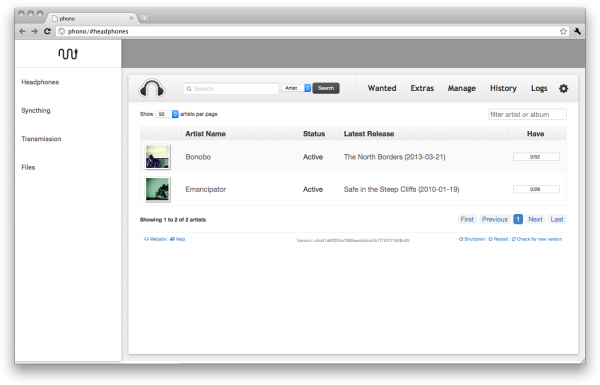 phono
phono/#headphones
Headphones
Syncthing
Transmission
Files
Search Artist Search Wanted Extras Manage History Logs
Show 50 artists per page filter artist or album
Artist Name Status Latest Release Have
Bonobo Active The North Borders (2013-03-21) 0/52
Emancipator Active Safe in the Steep Cliffs (2010-01-19) 0/28
Showing 1 to 2 of 2 artists First Previous 1 Next Last
Website | Help Version: Shutdown | Restart | Check for new version